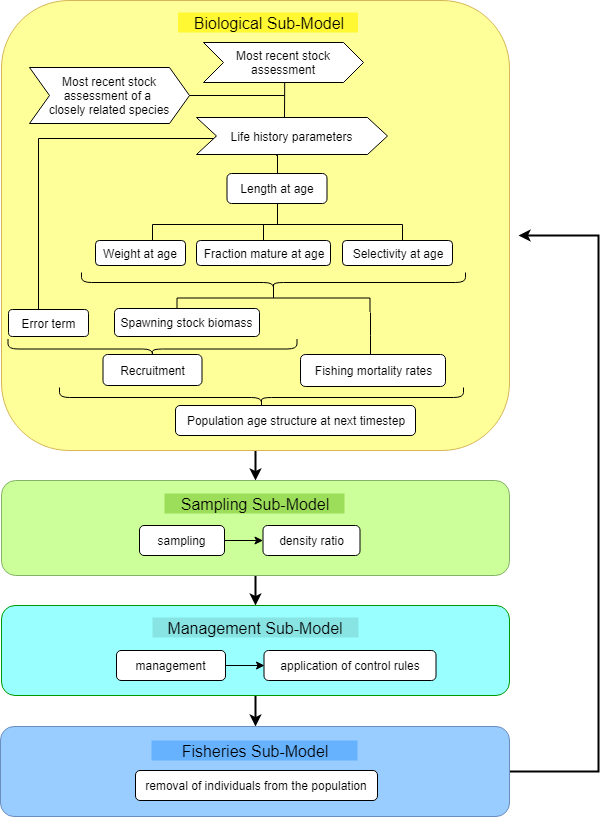 Biological Sub-Model
Most recent stock
assessment
Most recent stock
assessment of a
closely related species
Life history parameters
Length at age
Weight at age
Fraction mature at age
Selectivity at age
Error term
Spawning stock biomass
Recruitment
Fishing mortality rates
Population age structure at next timestep
Sampling Sub-Model
sampling
density ratio
Management Sub-Model
management
application of control rules
Fisheries Sub-Model
removal of individuals from the population